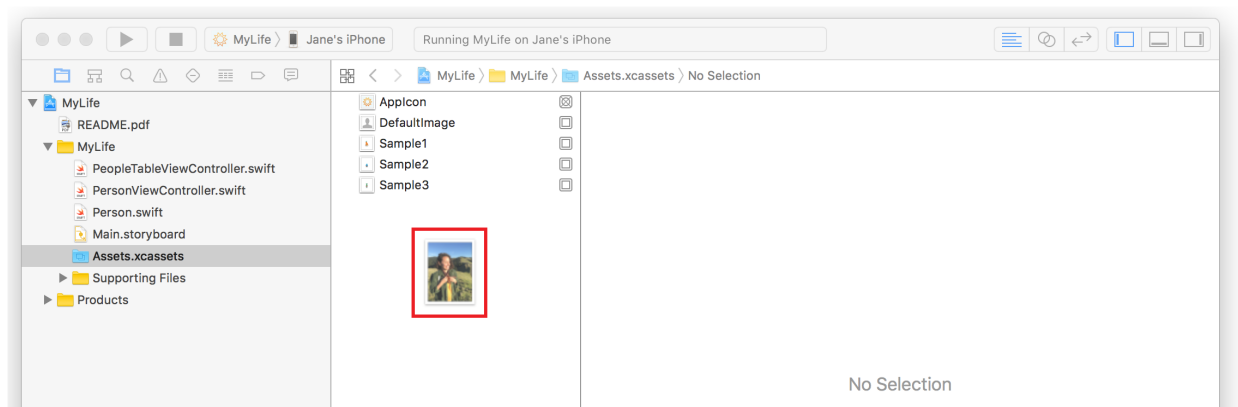 MyLife 〉 Jane's iPhone
Running MyLife on Jane's iPhone
MyLife 〉 MyLife 〉 Assets.xcassets 〉 No Selection
MyLife
README.pdf
MyLife
PeopleTableViewController.swift
PersonViewController.swift
Person.swift
Main.storyboard
Assets.xcassets
Supporting Files
Products
AppIcon
DefaultImage
Sample1
Sample2
Sample3
No Selection